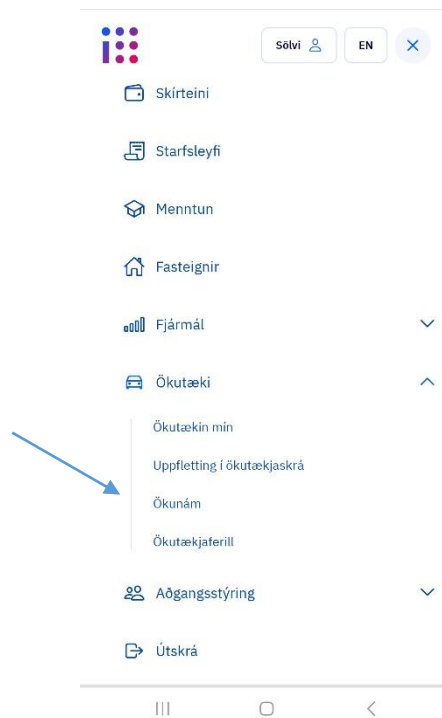 Sölvi
EN
Skírteini
Starfsleyfi
Menntun
Fasteignir
Fjármál
Ökutæki
Ökutækin mín
Uppfletting í ökutækjaskrá
Ökunám
Ökutækjaferill
Aðgangsstýring
Útskrá